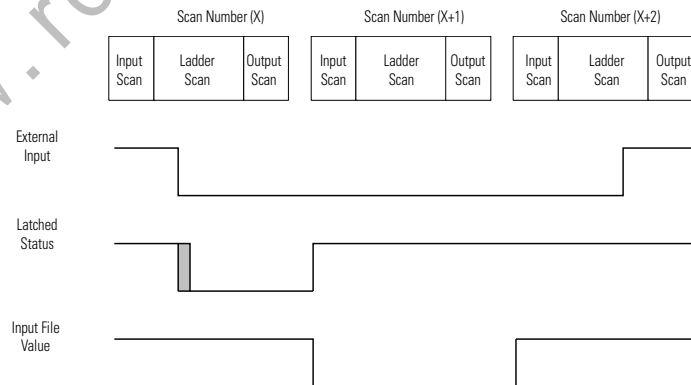 Scan Number (X) Scan Number (X+1) Scan Number (X+2)
Input Ladder Output Input Ladder Output Input Ladder Output
Scan Scan Scan Scan Scan Scan Scan Scan Scan
External
Input
Latched
Status
Input File
Value